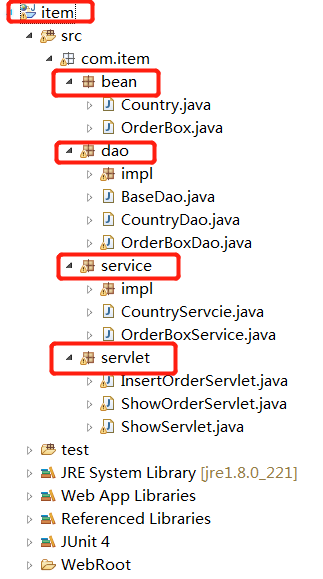 item
src
com.item
bean
Country.java
OrderBox.java
dao
impl
BaseDao.java
CountryDao.java
OrderBoxDao.java
service
impl
CountryServcie.java
OrderBoxService.java
servlet
InsertOrderServlet.java
ShowOrderServlet.java
ShowServlet.java
test
JRE System Library [jre1.8.0_221]
Web App Libraries
Referenced Libraries
JUnit 4
WebRoot